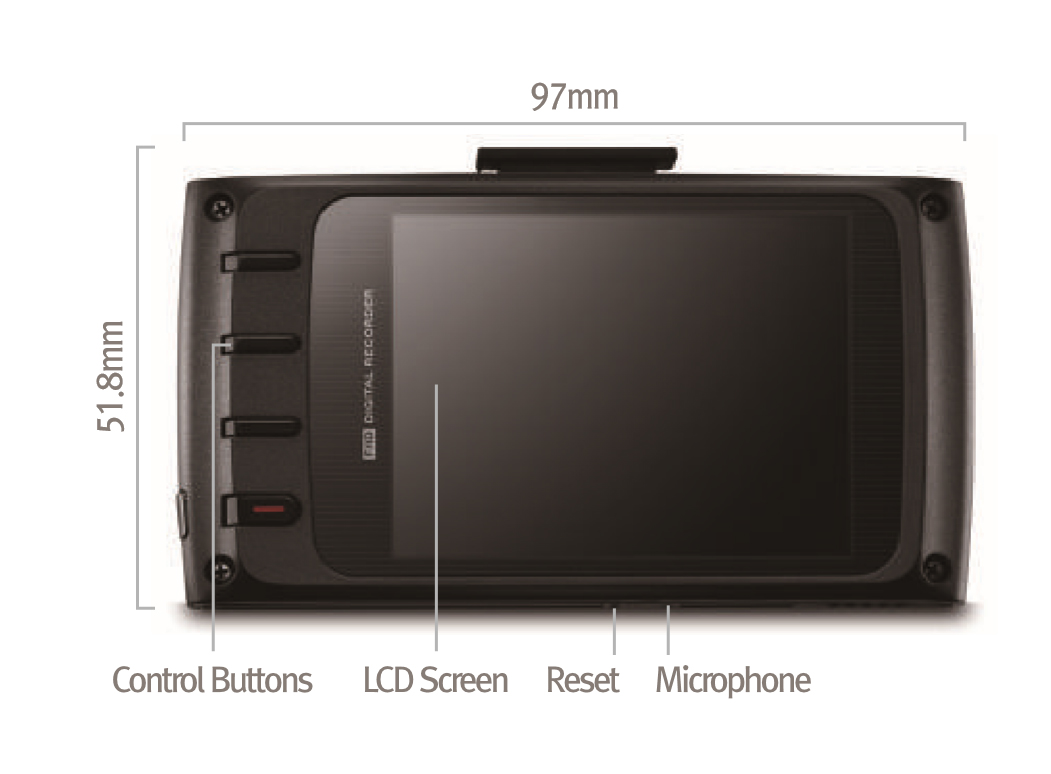 97mm
51.8mm
FHD DIGITAL RECORDER
Control Buttons
LCD Screen
Reset
Microphone